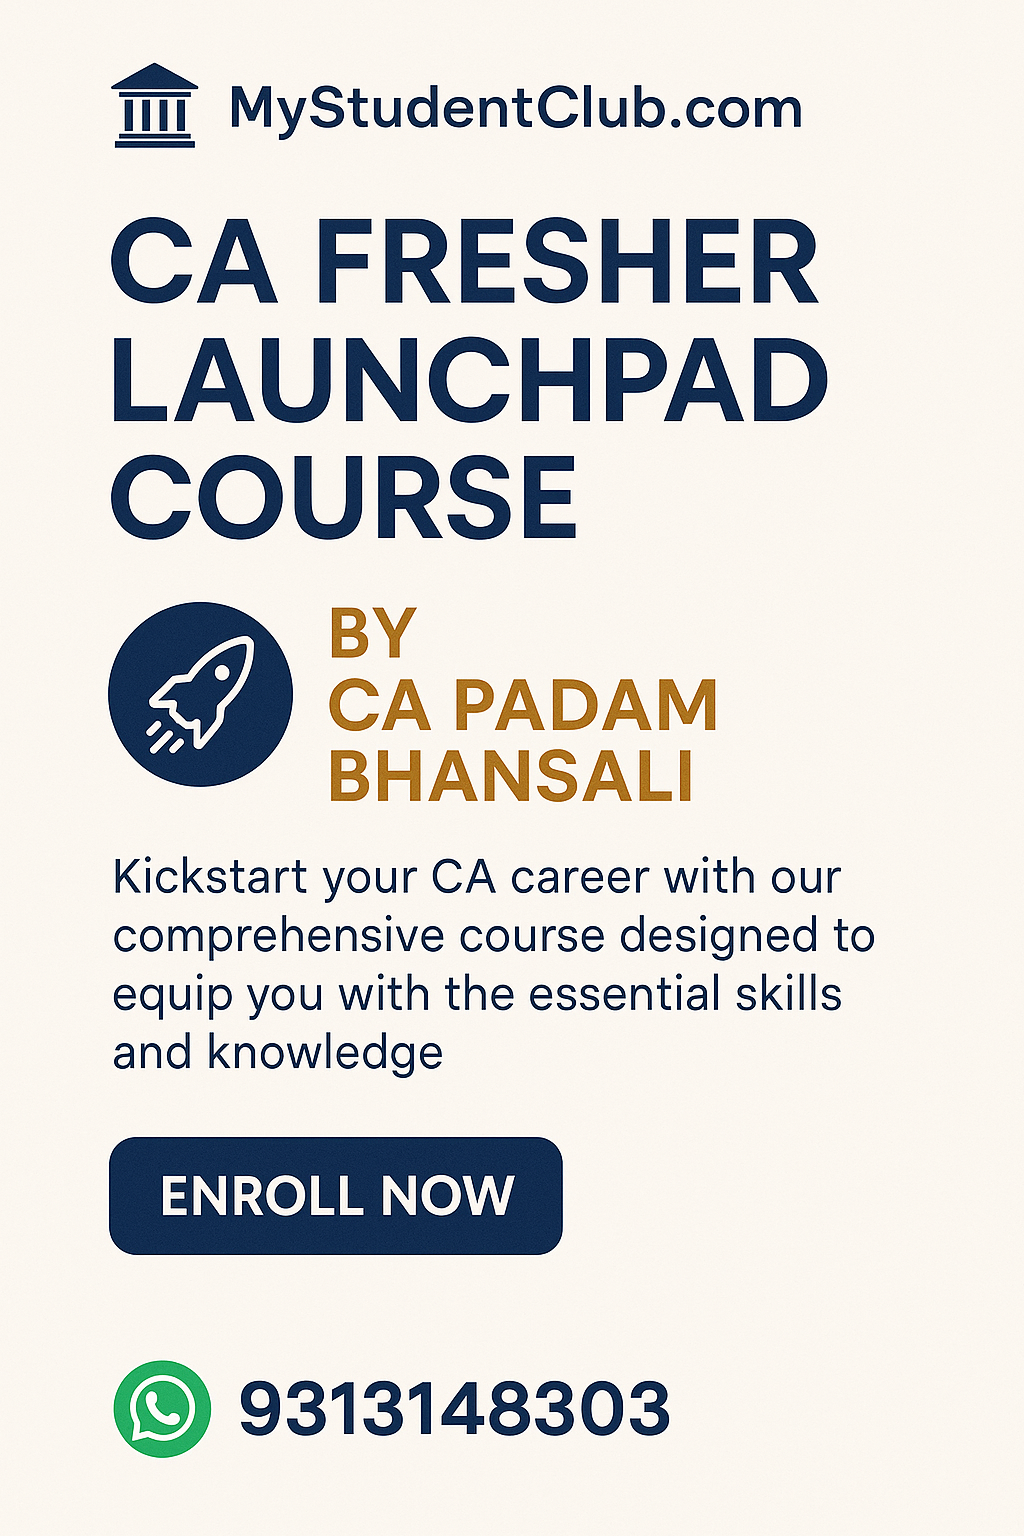 MyStudentClub.com
CA FRESHER
LAUNCHPAD
COURSE
BY
CA PADAM
BHANSALI
Kickstart your CA career with our
comprehensive course designed to
equip you with the essential skills
and knowledge
ENROLL NOW
9313148303